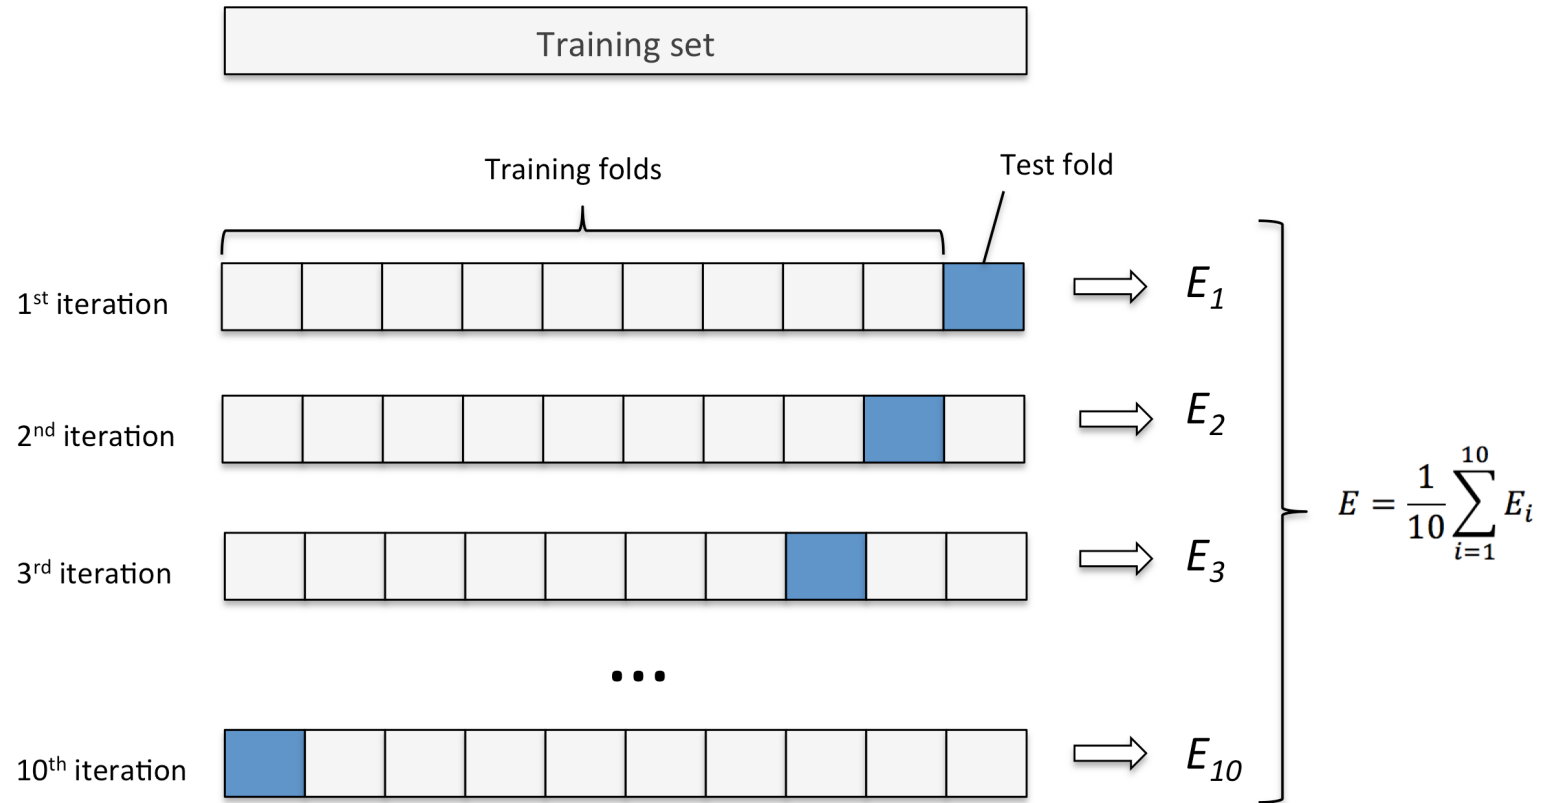 Training set
Training folds
Test fold
1st iteration
E1
2nd iteration
E2
3rd iteration
E3
...
10th iteration
E10
E = 1/10 ∑_{i=1}^{10} E_i